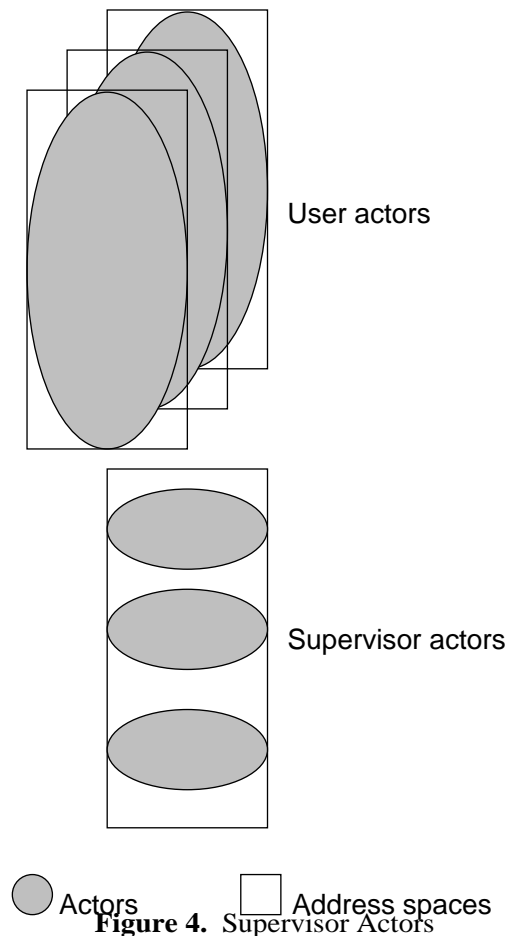 User actors
Supervisor actors
Actors
Address spaces
Figure 4. Supervisor Actors